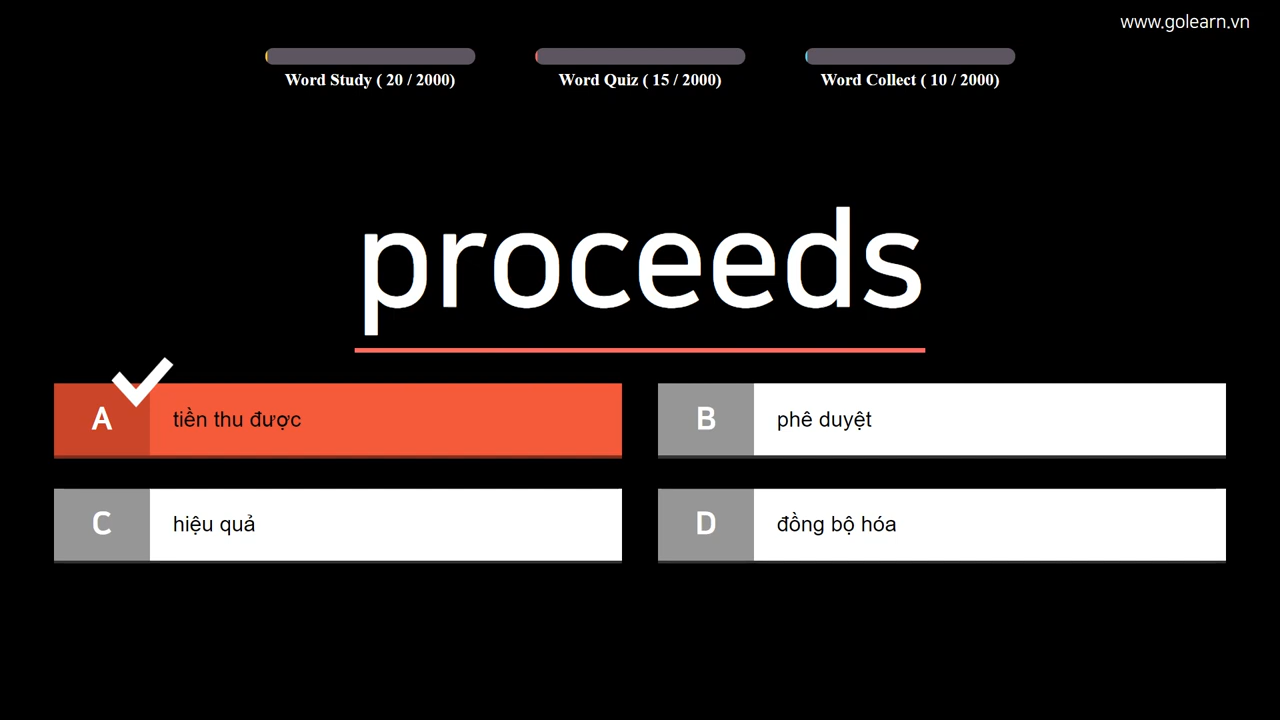 www.golearn.vn
Word Study ( 20 / 2000)
Word Quiz ( 15 / 2000)
Word Collect ( 10 / 2000)
proceeds
A tiền thu được
B phê duyệt
C hiệu quả
D đồng bộ hóa